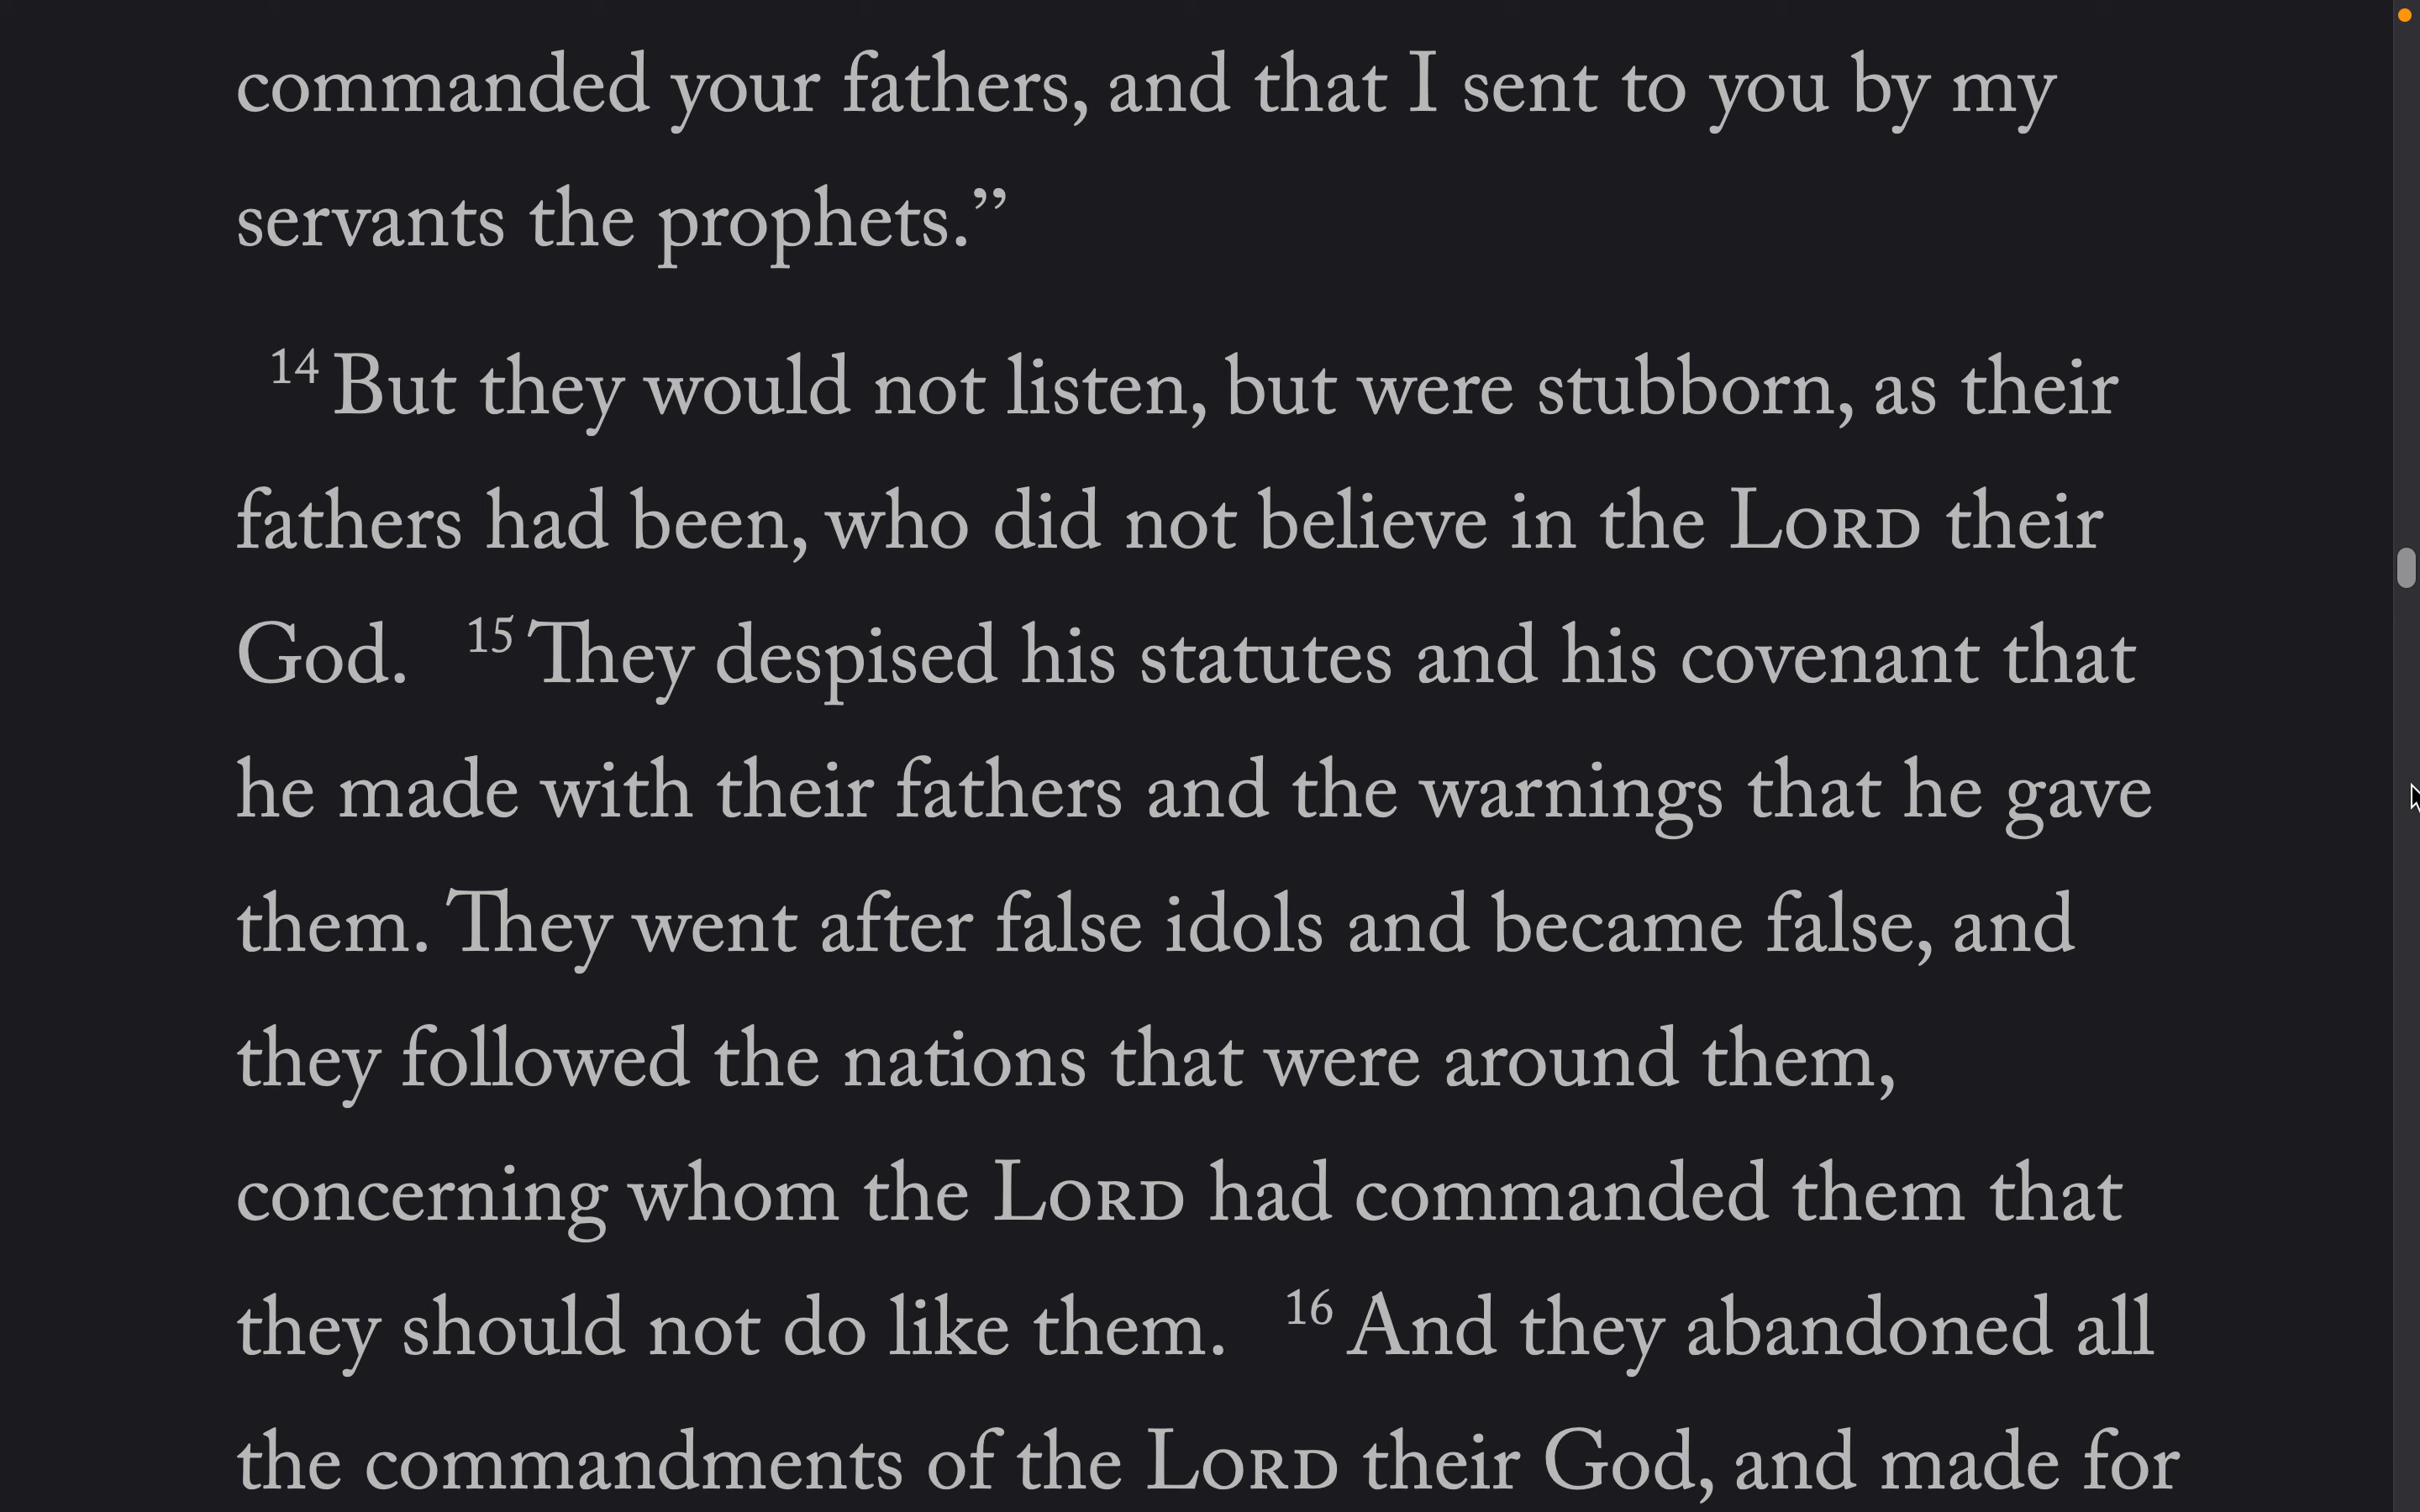 commanded your fathers, and that I sent to you by my
servants the prophets.”
14 But they would not listen, but were stubborn, as their
fathers had been, who did not believe in the LORD their
God. 15 They despised his statutes and his covenant that
he made with their fathers and the warnings that he gave
them. They went after false idols and became false, and
they followed the nations that were around them,
concerning whom the LORD had commanded them that
they should not do like them. 16 And they abandoned all
the commandments of the LORD their God, and made for